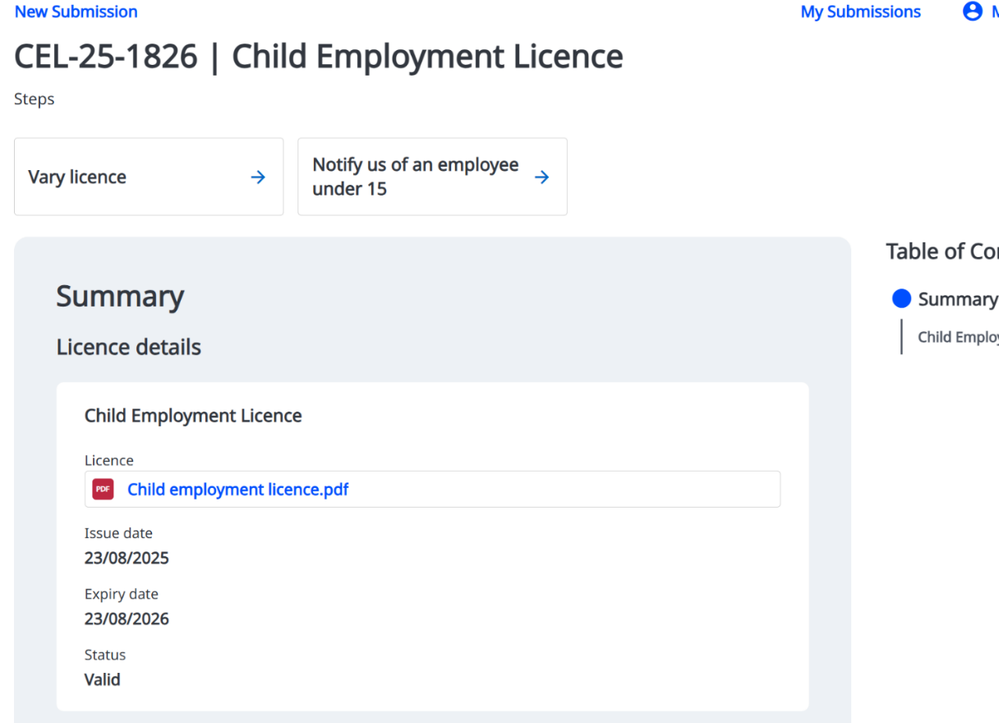 New Submission
My Submissions
CEL-25-1826 | Child Employment Licence
Steps
Vary licence
Notify us of an employee
under 15
Summary
Licence details
Child Employment Licence
Licence
PDF Child employment licence.pdf
Issue date
23/08/2025
Expiry date
23/08/2026
Status
Valid
Table of
Summary
Child